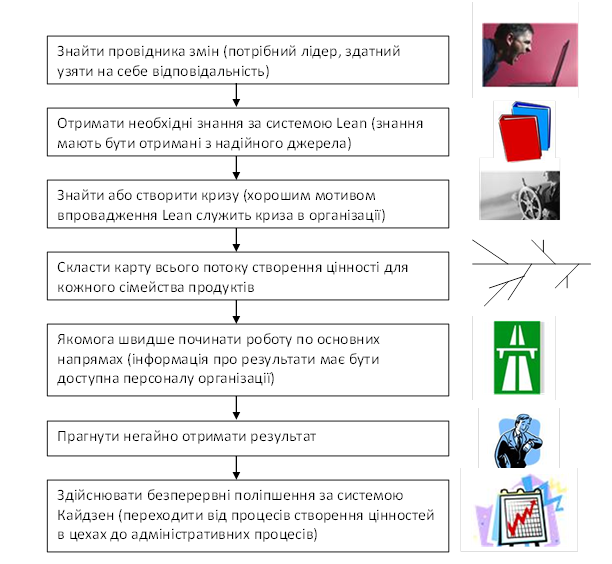 Знайти провідника змін (потрібний лідер, здатний
узяти на себе відповідальність)
Отримати необхідні знання за системою Lean (знання
мають бути отримані з надійного джерела)
Знайти або створити кризу (хорошим мотивом
впровадження Lean служить криза в організації)
Скласти карту всього потоку створення цінності для
кожного сімейства продуктів
Якомога швидше починати роботу по основних
напрямах (інформація про результати має бути
доступна персоналу організації)
Прагнути негайно отримати результат
Здійснювати безперервні поліпшення за системою
Кайдзен (переходити від процесів створення цінностей
в цехах до адміністративних процесів)